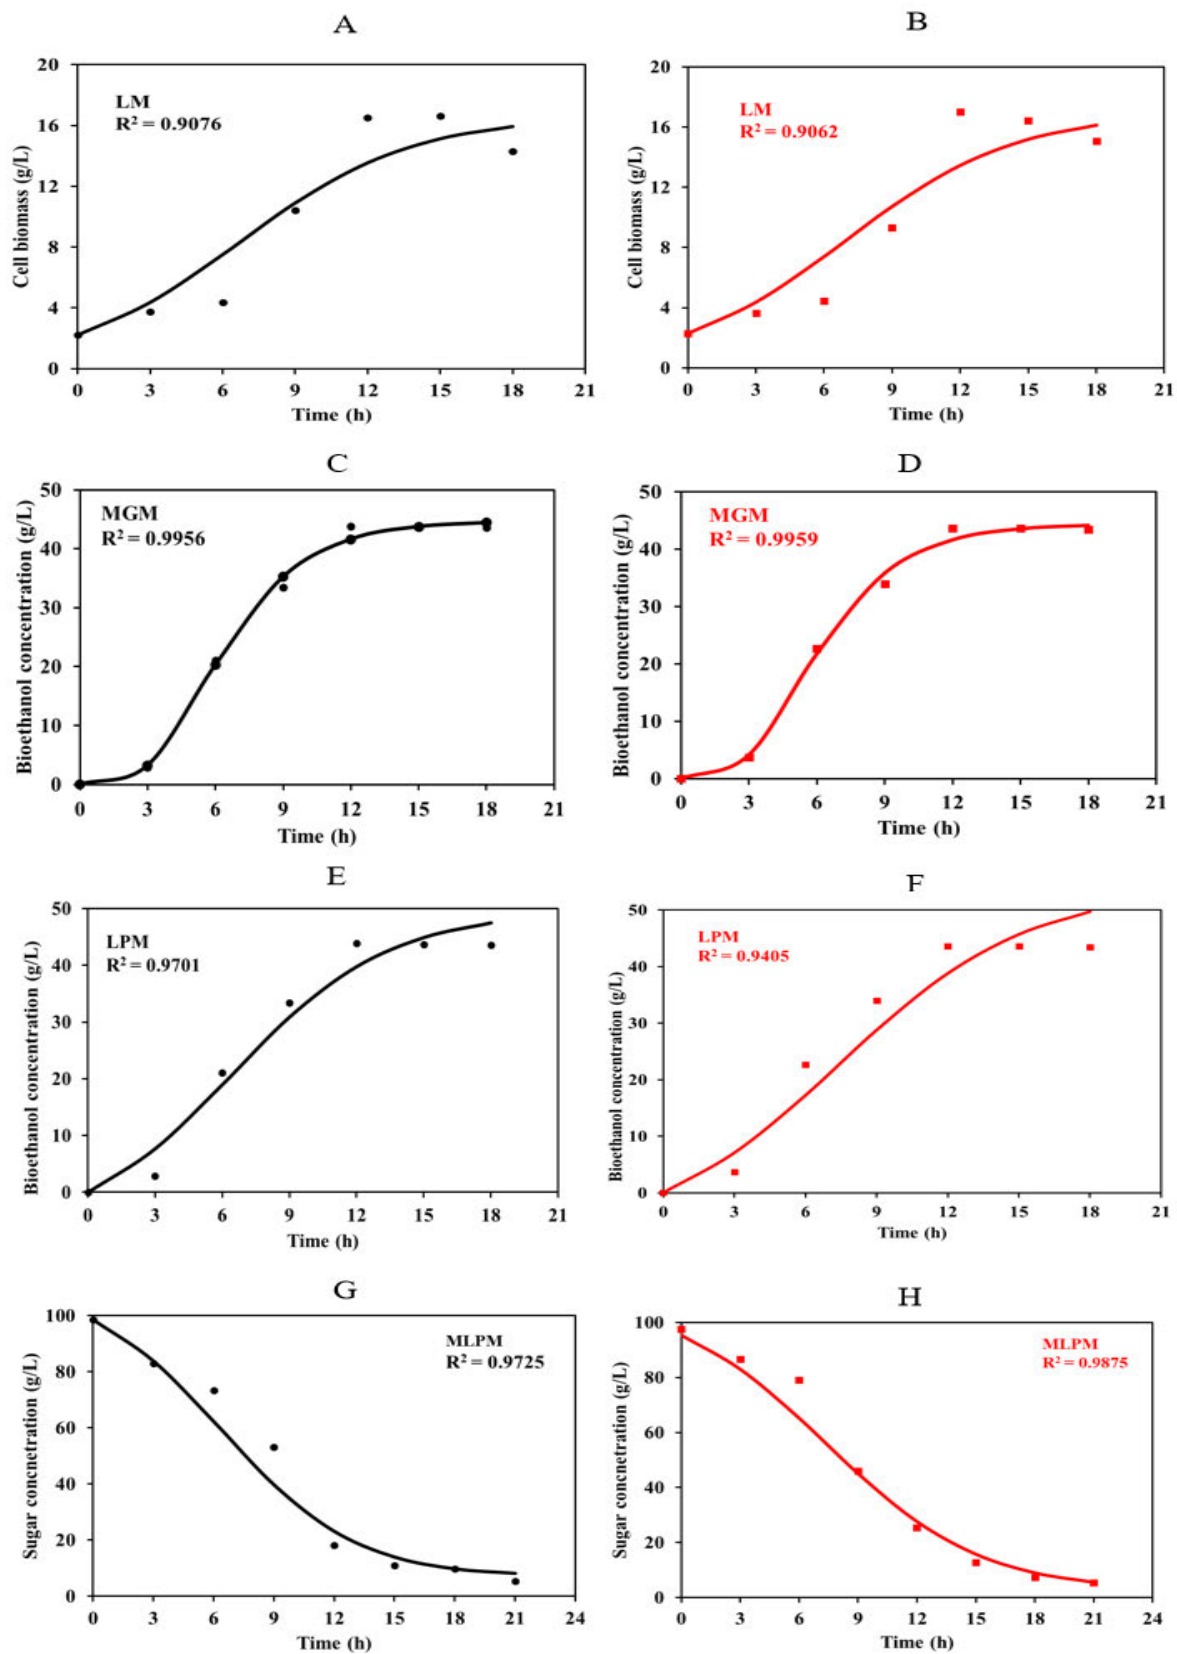 A
20
16
12
8
4
0
Cell biomass (g/L)
LM
R² = 0.9076
0 3 6 9 12 15 18 21
Time (h)
B
20
16
12
8
4
0
Cell biomass (g/L)
LM
R² = 0.9062
0 3 6 9 12 15 18 21
Time (h)
C
50
40
30
20
10
0
Bioethanol concentration (g/L)
MGM
R² = 0.9956
0 3 6 9 12 15 18 21
Time (h)
D
50
40
30
20
10
0
Bioethanol concentration (g/L)
MGM
R² = 0.9959
0 3 6 9 12 15 18 21
Time (h)
E
50
40
30
20
10
0
Bioethanol concentration (g/L)
LPM
R² = 0.9701
0 3 6 9 12 15 18 21
Time (h)
F
50
40
30
20
10
0
Bioethanol concentration (g/L)
LPM
R² = 0.9405
0 3 6 9 12 15 18 21
Time (h)
G
100
80
60
40
20
0
Sugar concnetration (g/L)
MLPM
R² = 0.9725
0 3 6 9 12 15 18 21 24
Time (h)
H
100
80
60
40
20
0
Sugar concnetration (g/L)
MLPM
R² = 0.9875
0 3 6 9 12 15 18 21 24
Time (h)